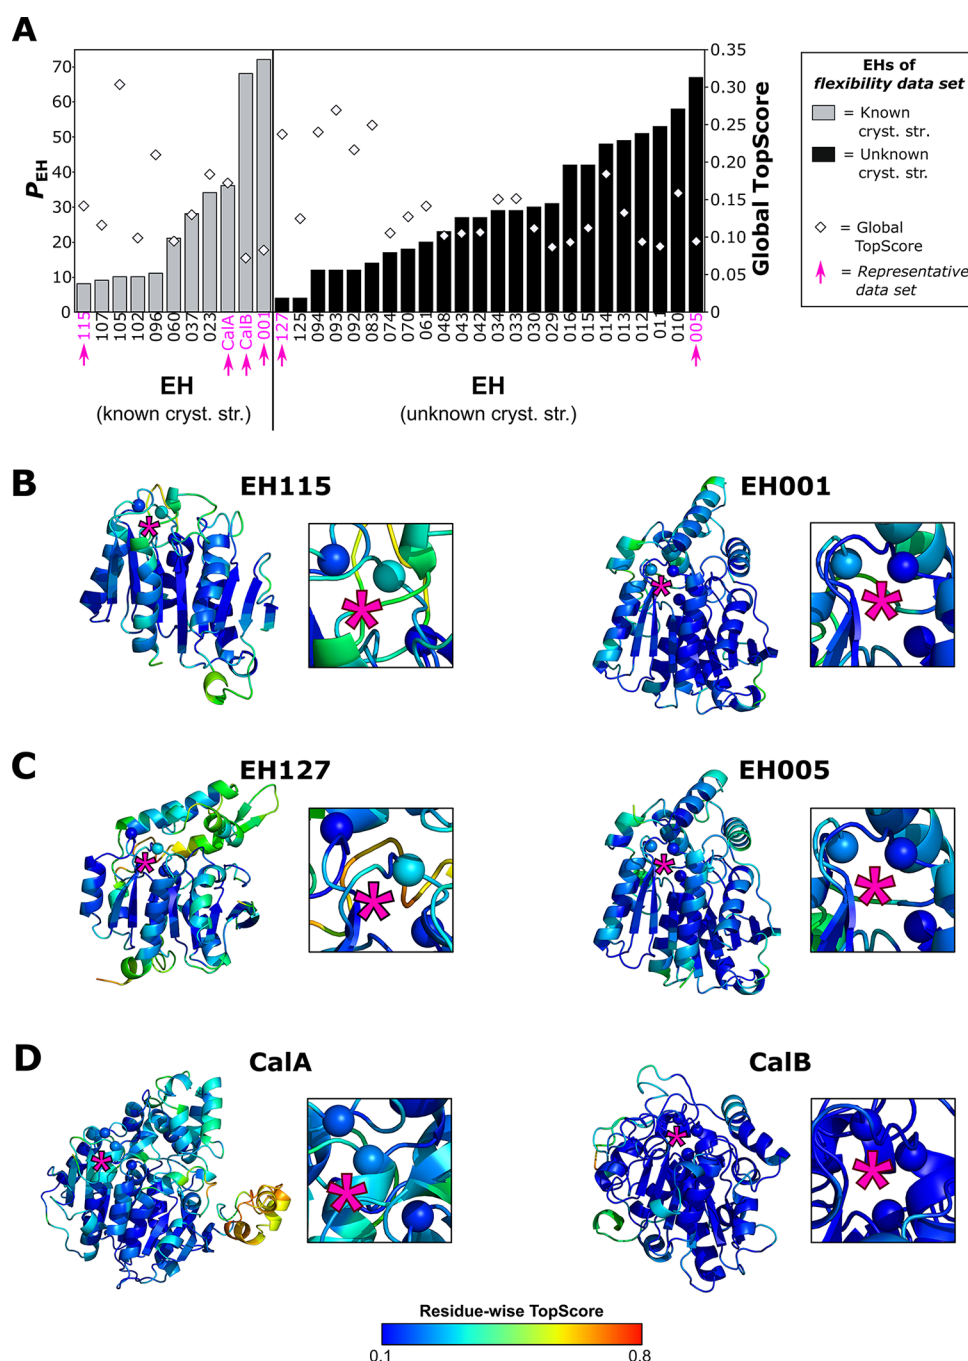 A
P_EH
70
60
50
40
30
20
10
0
0.35
0.30
0.25
0.20
0.15
0.10
0.05
0
Global TopScore
115 107 105 102 096 060 037 023 CalA CalB 001 127 125 094 093 092 083 074 070 061 048 043 042 034 033 030 029 016 015 014 013 012 011 010 005
EH
(known cryst. str.)
EH
(unknown cryst. str.)
EHs of
flexibility data set
= Known
cryst. str.
= Unknown
cryst. str.
= Global
TopScore
= Representative
data set
B
EH115
EH001
*
*
*
*
C
EH127
EH005
*
*
*
*
D
CalA
CalB
*
*
*
*
Residue-wise TopScore
0.1
0.8